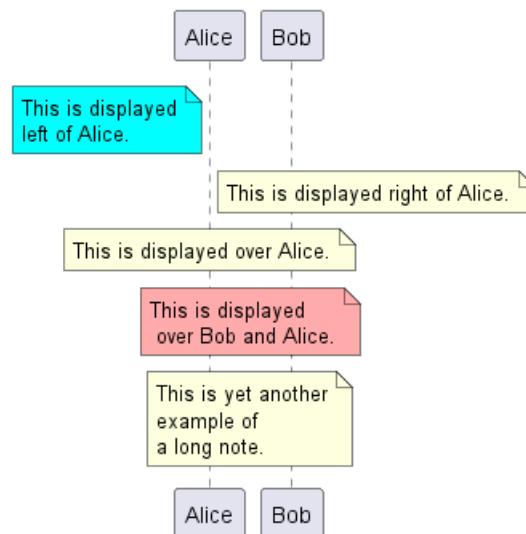 Alice Bob
This is displayed
left of Alice.
This is displayed right of Alice.
This is displayed over Alice.
This is displayed
over Bob and Alice.
This is yet another
example of
a long note.
Alice Bob